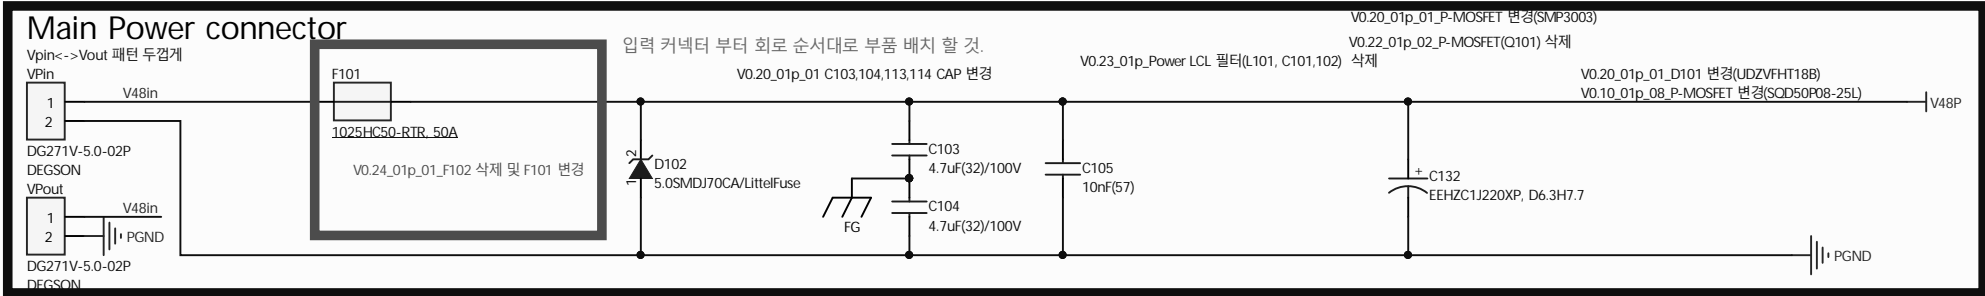 Main Power connector
Vpin<->Vout 패턴 두껍게
입력 커넥터 부터 회로 순서대로 부품 배치 할 것.
V0.20_01p_01_P-MOSFET 변경(SMP3003)
V0.22_01p_02_P-MOSFET(Q101) 삭제
V0.23_01p_Power LCL 필터(L101, C101,102) 삭제
V0.20_01p_01 C103,104,113,114 CAP 변경
V0.20_01p_01_D101 변경(UDZVFHT18B)
V0.10_01p_08_P-MOSFET 변경(SQD50P08-25L)
VPin
1
2
V48in
DG271V-5.0-02P
DEGSON
F101
1025HC50-RTR, 50A
V0.24_01p_01_F102 삭제 및 F101 변경
2
1
D102
5.0SMDJ70CA/LittelFuse
C103
4.7uF(32)/100V
FG
C104
4.7uF(32)/100V
C105
10nF(57)
+
C132
EEHZC1J220XP, D6.3H7.7
V48P
PGND
VPout
1
2
V48in
PGND
DG271V-5.0-02P
DEGSON